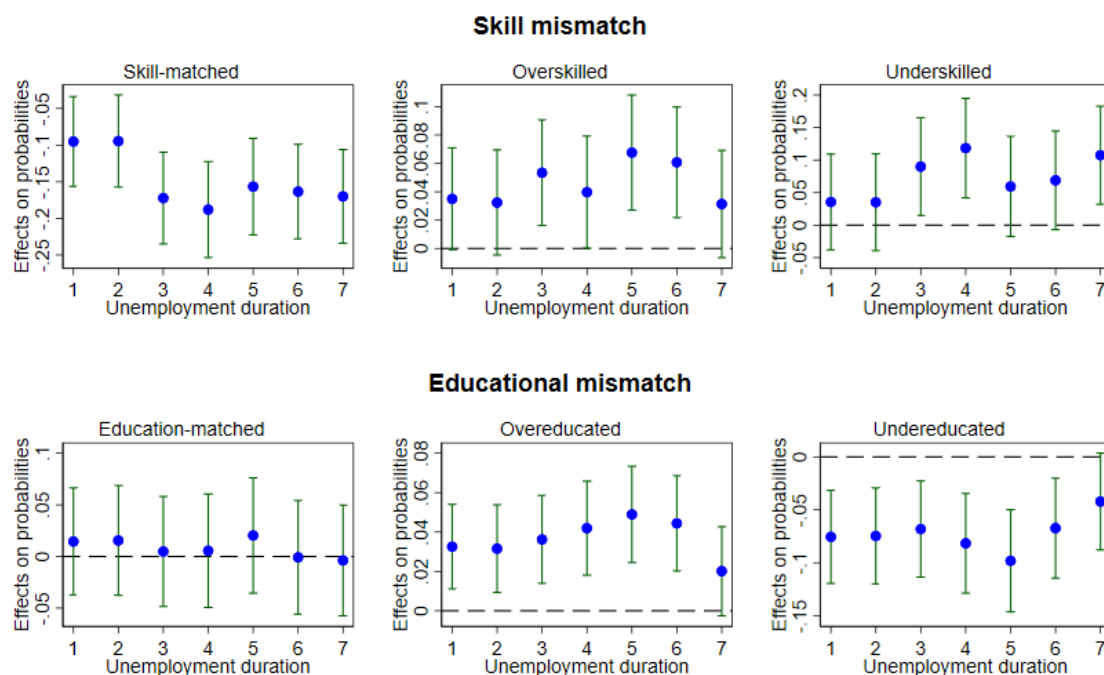 Skill mismatch
Skill-matched
Effects on probabilities
-.05
-.1
-.15
-.2
-.25
1 2 3 4 5 6 7
Unemployment duration
Overskilled
Effects on probabilities
.1
.08
.06
.04
.02
0
1 2 3 4 5 6 7
Unemployment duration
Underskilled
Effects on probabilities
.2
.15
.1
.05
0
-.05
1 2 3 4 5 6 7
Unemployment duration
Educational mismatch
Education-matched
Effects on probabilities
.1
.05
0
-.05
1 2 3 4 5 6 7
Unemployment duration
Overeducated
Effects on probabilities
.08
.06
.04
.02
0
1 2 3 4 5 6 7
Unemployment duration
Undereducated
Effects on probabilities
0
-.05
-.1
-.15
1 2 3 4 5 6 7
Unemployment duration